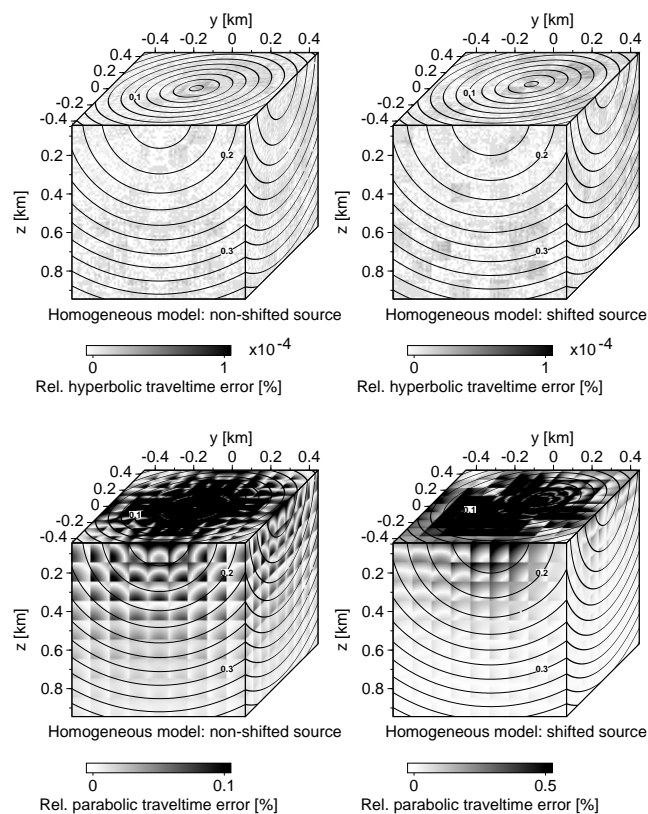 y [km]
-0.4 -0.2 0 0.2 0.4
0.4
0.2
0
-0.2
-0.4
0.1
0.2
0.3
0.2
0.4
0.6
0.8
z [km]
Homogeneous model: non-shifted source
0 1 x10-4
Rel. hyperbolic traveltime error [%]
y [km]
-0.4 -0.2 0 0.2 0.4
0.4
0.2
0
-0.2
-0.4
0.1
0.2
0.3
0.2
0.4
0.6
0.8
z [km]
Homogeneous model: shifted source
0 1 x10-4
Rel. hyperbolic traveltime error [%]
y [km]
-0.4 -0.2 0 0.2 0.4
0.4
0.2
0
-0.2
-0.4
0.1
0.2
0.3
0.2
0.4
0.6
0.8
z [km]
Homogeneous model: non-shifted source
0 0.1
Rel. parabolic traveltime error [%]
y [km]
-0.4 -0.2 0 0.2 0.4
0.4
0.2
0
-0.2
-0.4
0.1
0.2
0.3
0.2
0.4
0.6
0.8
z [km]
Homogeneous model: shifted source
0 0.5
Rel. parabolic traveltime error [%]